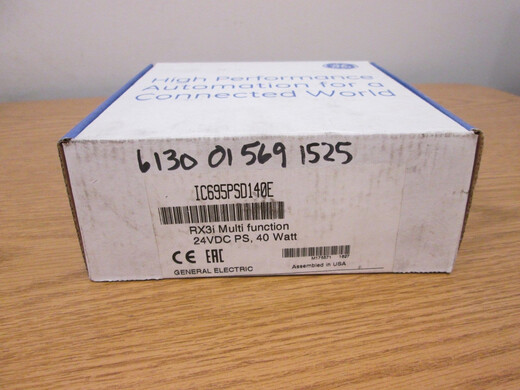 High Performance
Automation for a
Connected World
6130 01 569 1525
IC695PSD140E
RX3i Multi function
24VDC PS, 40 Watt
CE EAC
GENERAL ELECTRIC
Assembled in USA